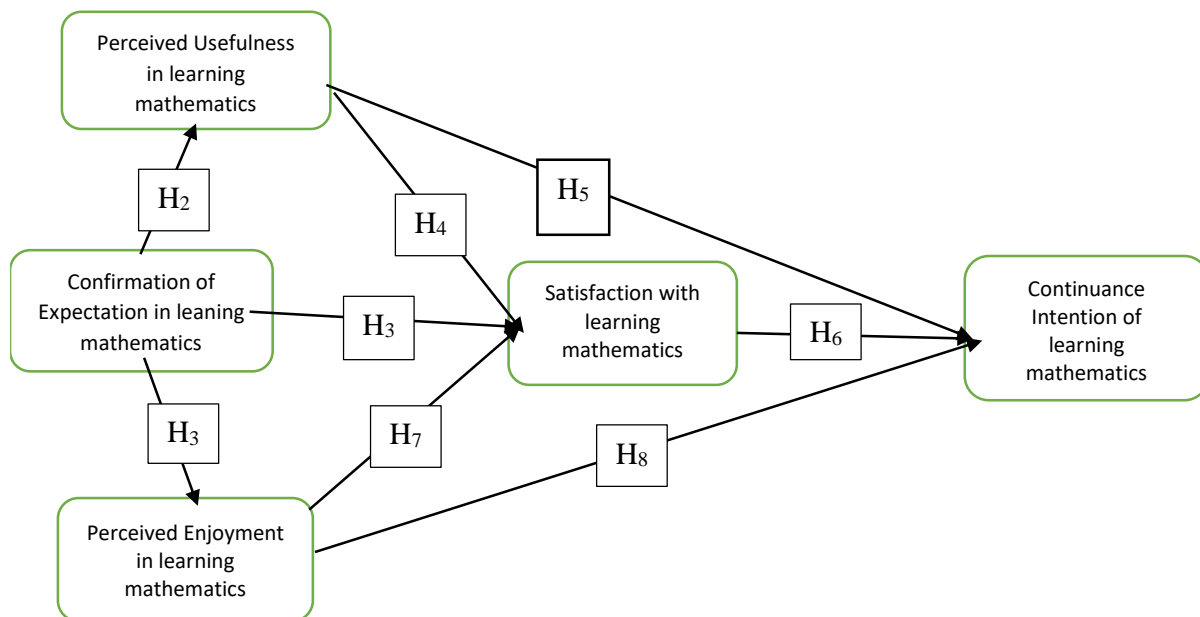 Perceived Usefulness
in learning
mathematics
H2
H5
H4
Confirmation of
Expectation in leaning
mathematics
H3
Satisfaction with
learning
mathematics
H6
Continuance
Intention of
learning
mathematics
H3
H7
H8
Perceived Enjoyment
in learning
mathematics